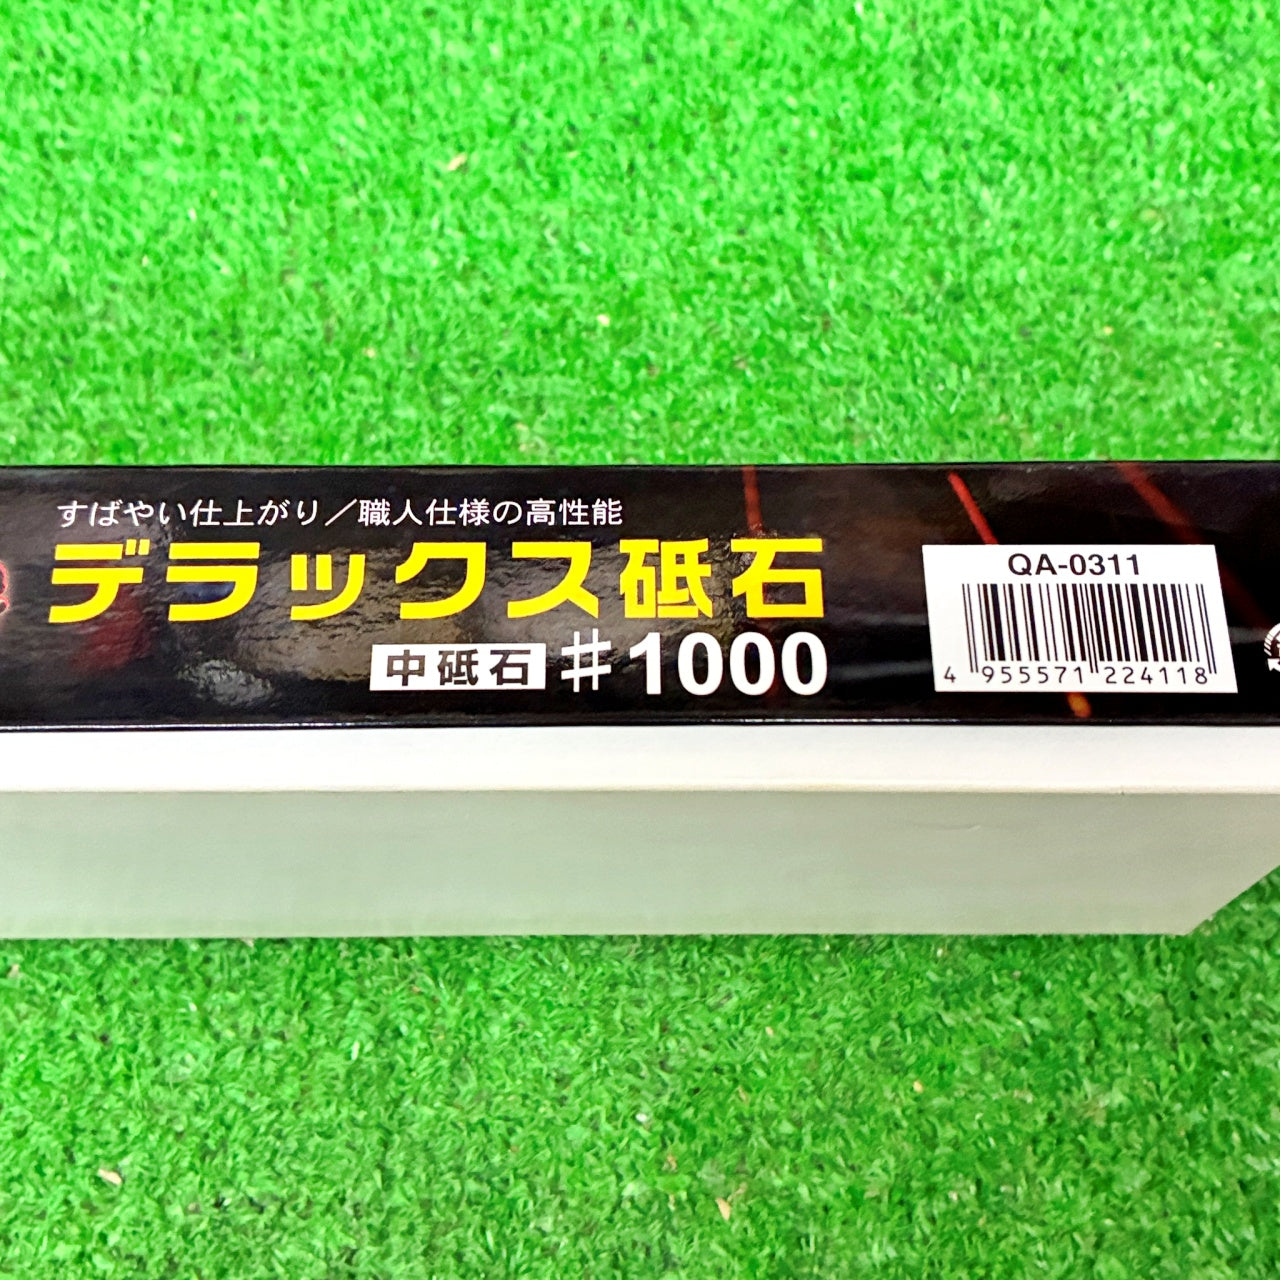 すばやい仕上がり／職人仕様の高性能
デラックス砥石
中砥石 #1000
QA-0311
4 955571 224118